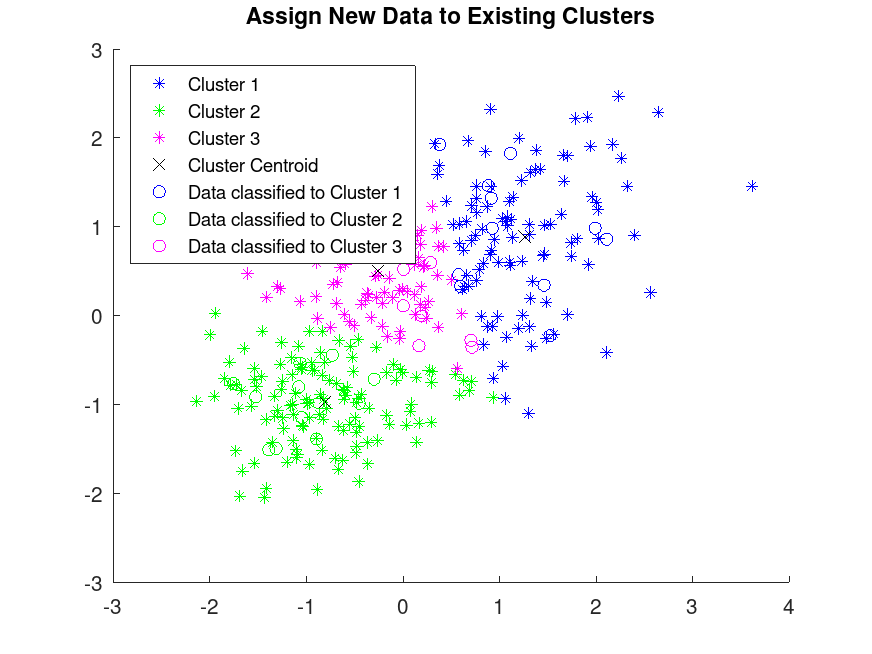 Assign New Data to Existing Clusters
3
2
1
0
-1
-2
-3
Cluster 1
Cluster 2
Cluster 3
Cluster Centroid
Data classified to Cluster 1
Data classified to Cluster 2
Data classified to Cluster 3
-3 -2 -1 0 1 2 3 4